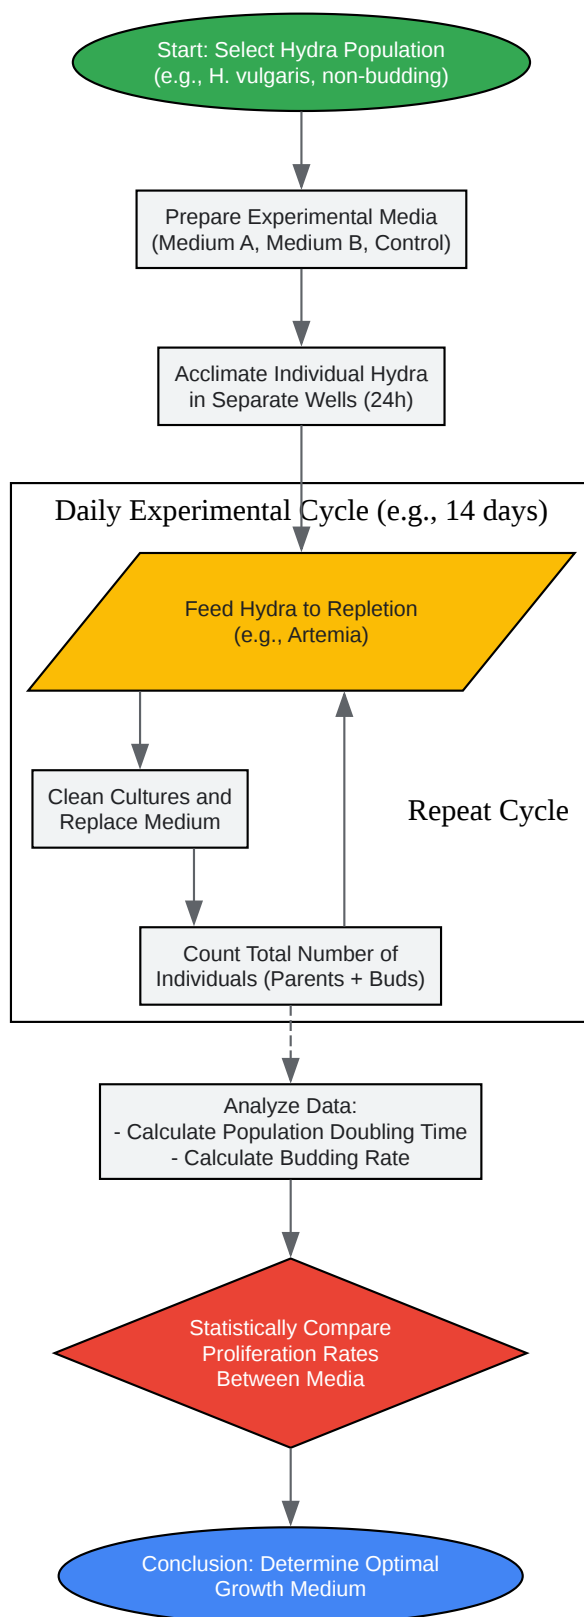 Start: Select Hydra Population
(e.g., H. vulgaris, non-budding)
Prepare Experimental Media
(Medium A, Medium B, Control)
Acclimate Individual Hydra
in Separate Wells (24h)
Daily Experimental Cycle (e.g., 14 days)
Feed Hydra to Repletion
(e.g., Artemia)
Clean Cultures and
Replace Medium
Repeat Cycle
Count Total Number of
Individuals (Parents + Buds)
Analyze Data:
- Calculate Population Doubling Time
- Calculate Budding Rate
Statistically Compare
Proliferation Rates
Between Media
Conclusion: Determine Optimal
Growth Medium